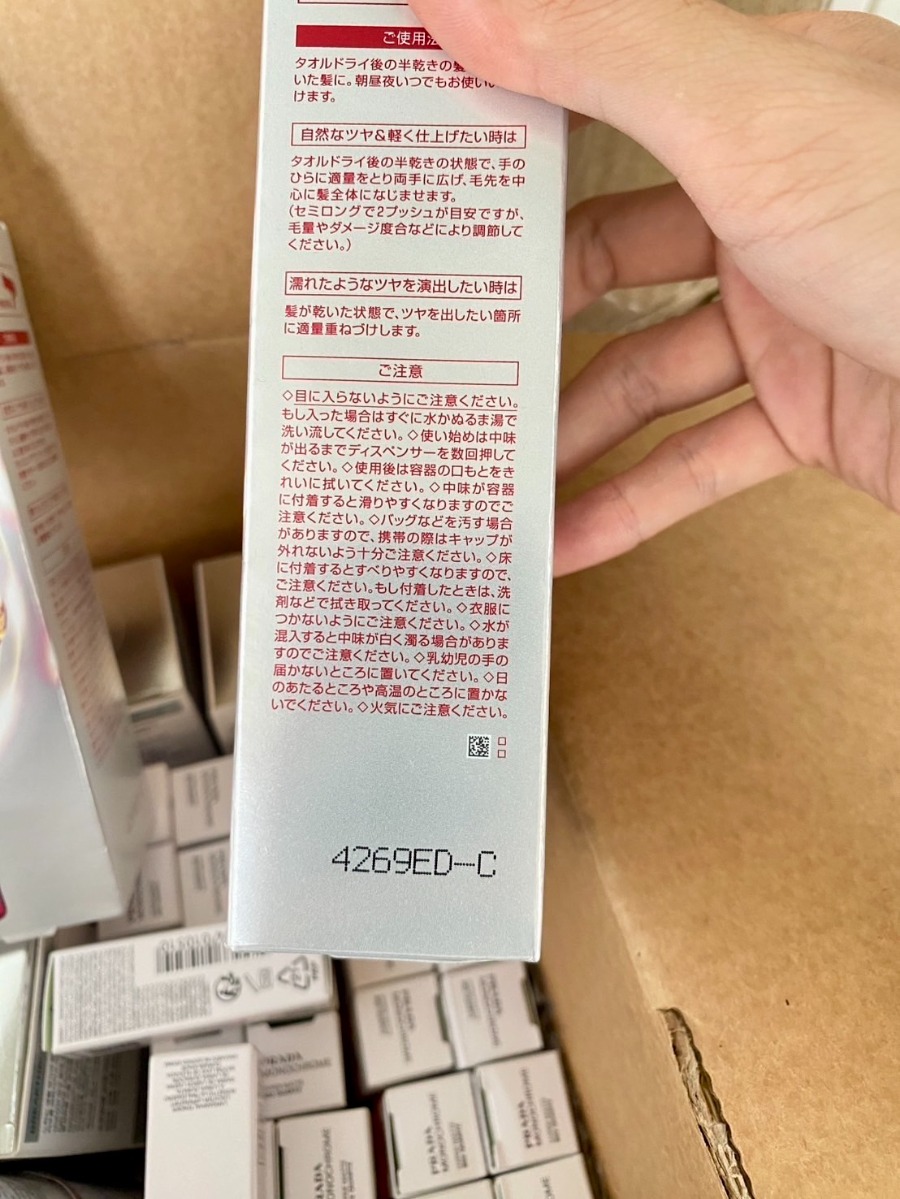 ご使用法
タオルドライ後の半乾きの髪
いた髪に。朝昼夜いつでもお使い
けます。
自然なツヤ&軽く仕上げたい時は
タオルドライ後の半乾きの状態で、手の
ひらに適量をとり両手に広げ、毛先を中
心に髪全体になじませます。
(セミロングで2プッシュが目安ですが、
毛量やダメージ度合などにより調節して
ください。)
濡れたようなツヤを演出したい時は
髪が乾いた状態で、ツヤを出したい箇所
に適量重ねづけします。
ご注意
◇目に入らないようにご注意ください。
もし入った場合はすぐに水かぬるま湯で
洗い流してください。◇使い始めは中味
が出るまでディスペンサーを数回押して
ください。◇使用後は容器の口もとをき
れいに拭いてください。◇中味が容器
に付着すると滑りやすくなりますのでご
注意ください。◇バッグなどを汚す場合
がありますので、携帯の際はキャップが
外れないよう十分ご注意ください。◇床
に付着するとすべりやすくなりますので、
ご注意ください。もし付着したときは、洗
剤などで拭き取ってください。◇衣服に
つかないようにご注意ください。◇水が
混入すると中味が白く濁る場合がありま
すのでご注意ください。◇乳幼児の手の
届かないところに置いてください。◇日
のあたるところや高温のところに置かな
いでください。◇火気にご注意ください。
4269ED-C
PRADA
MONOCHROME
PRADA
MONOCHROME
PRADA
MONOCHROME
PRADA
MONOCHROME